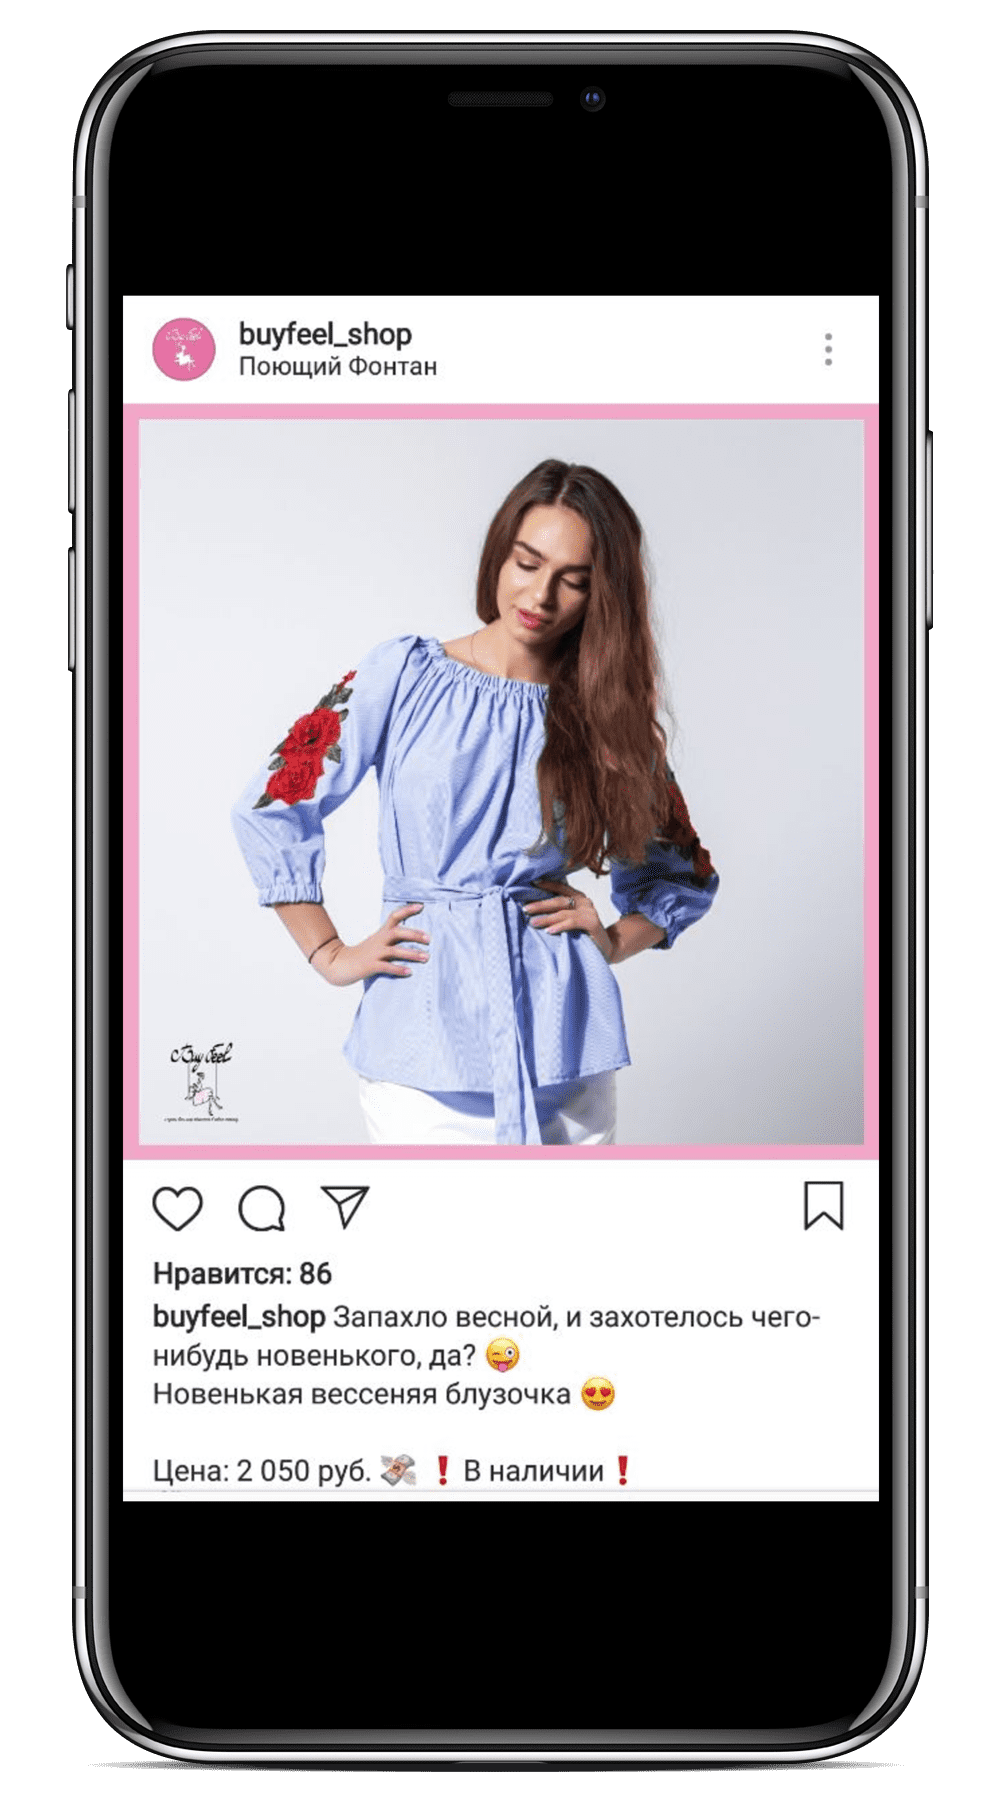 buyfeel_shop
Поющий Фонтан
Buy feel
Нравится: 86
buyfeel_shop Запахло весной, и захотелось чего-
нибудь новенького, да? 😜
Новенькая вессеняя блузочка 😍
Цена: 2 050 руб. 💸 ❗ В наличии ❗